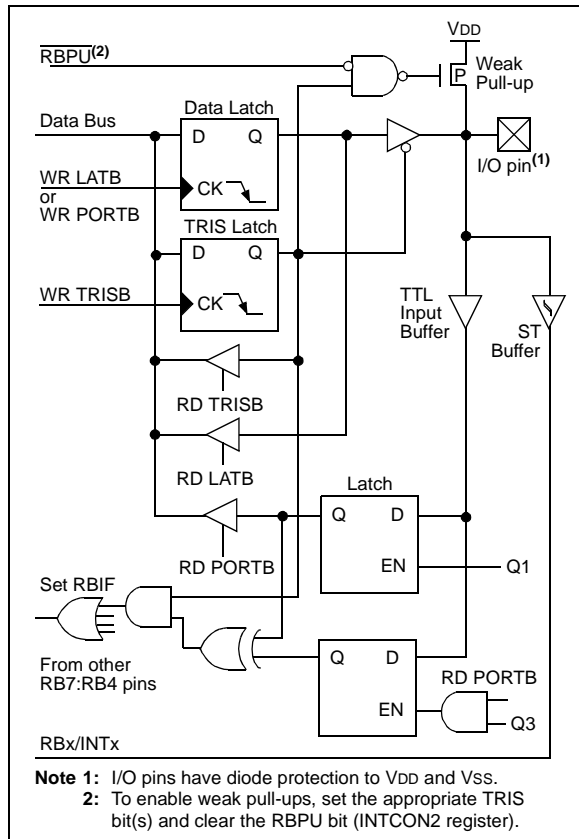 VDD
RBPU(2)
Weak
Pull-up
P
Data Latch
Data Bus
D Q
I/O pin(1)
WR LATB
or
WR PORTB
CK
TRIS Latch
D Q
WR TRISB
CK
TTL
Input
Buffer
ST
Buffer
RD TRISB
RD LATB
Latch
Q D
RD PORTB
EN
Q1
Set RBIF
Q D
RD PORTB
From other
RB7:RB4 pins
EN
Q3
RBx/INTx
Note 1: I/O pins have diode protection to VDD and VSS.
2: To enable weak pull-ups, set the appropriate TRIS
bit(s) and clear the RBPU bit (INTCON2 register).